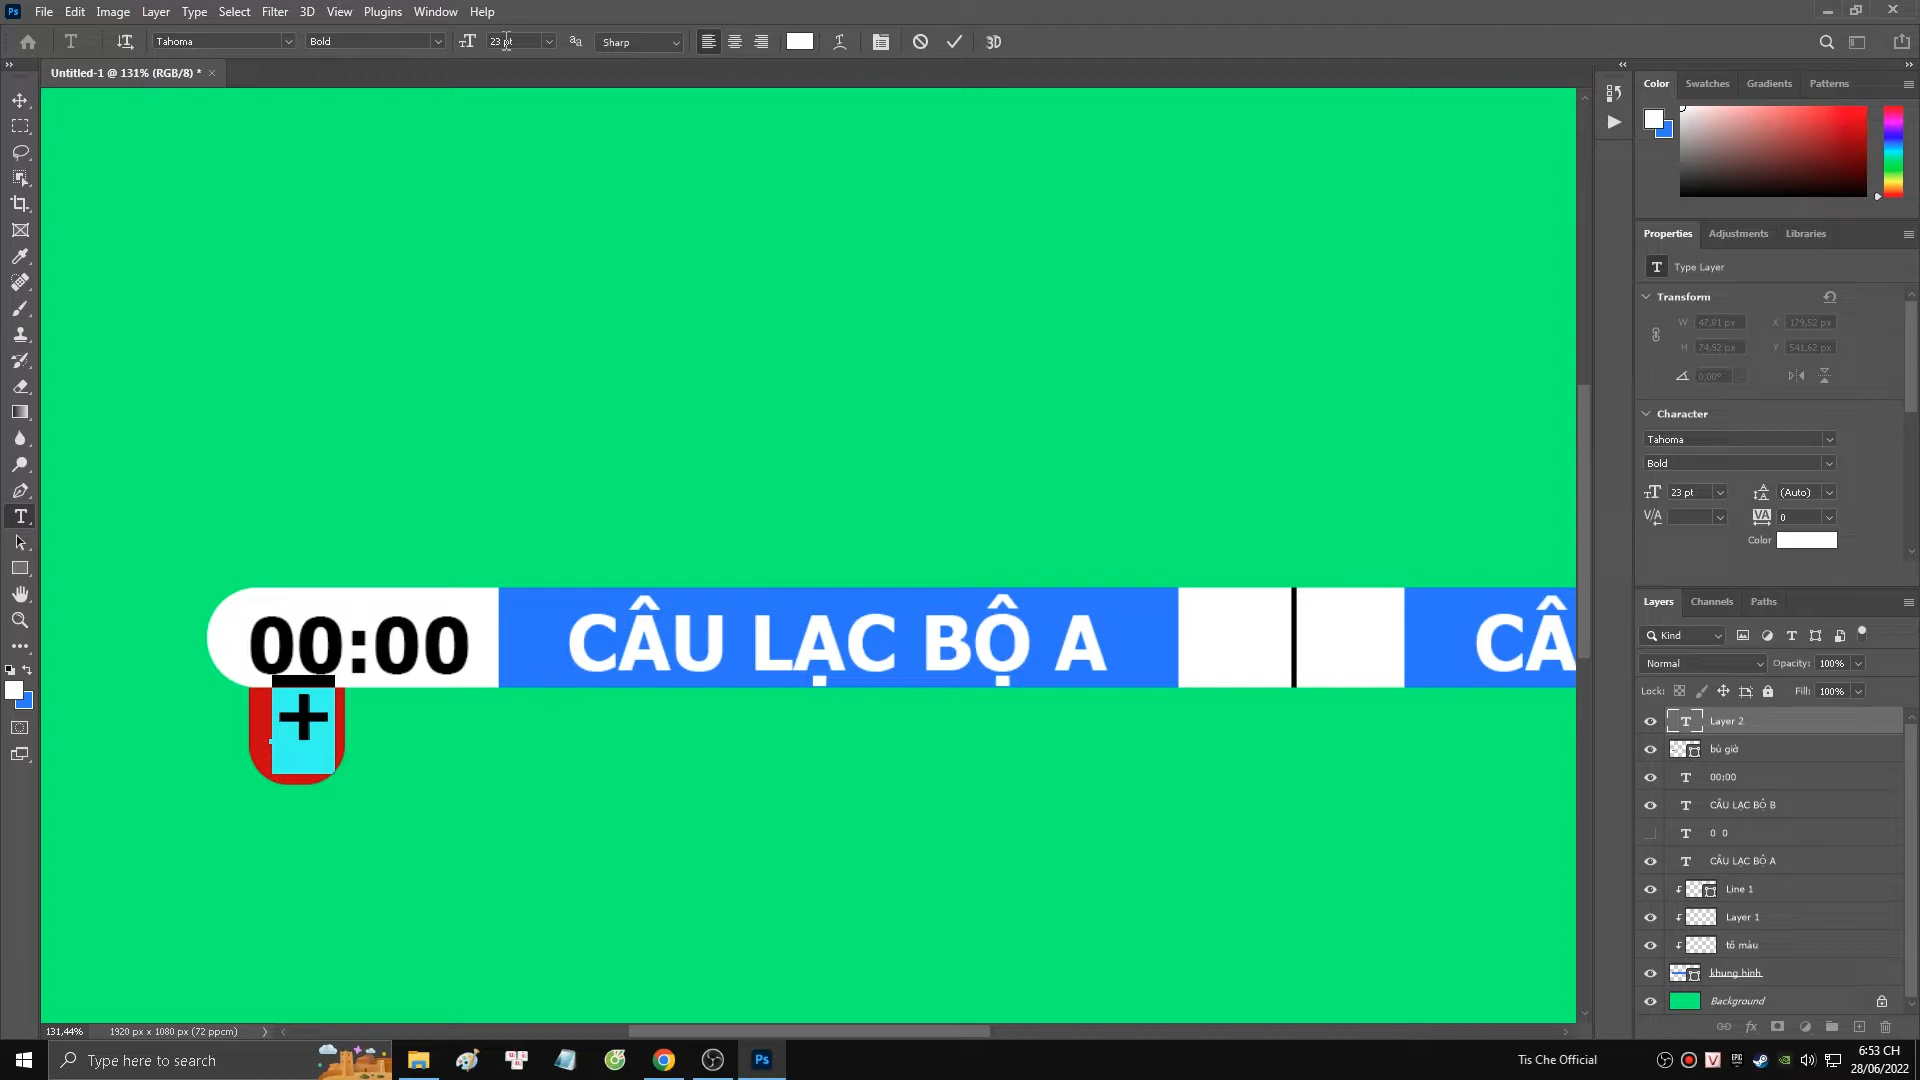 File Edit Image Layer Type Select Filter 3D View Plugins Window Help
Tahoma Bold 23 pt Sharp 3D
Untitled-1 @ 131% (RGB/8) *
Color Swatches Gradients Patterns
Properties Adjustments Libraries
Type Layer
Transform
W 47,81 px X 179,52 px
H 74,92 px Y 541,62 px
0,00°
Character
Tahoma
Bold
23 pt (Auto)
0
Color
00:00 CÂU LẠC BỘ A CÂ
+
Layers Channels Paths
Kind
Normal Opacity: 100%
Lock: Fill: 100%
Layer 2
bù giờ
00:00
CÂU LẠC BỘ B
0 0
CÂU LẠC BỘ A
Line 1
Layer 1
tô màu
khung hình
Background
131,44% 1920 px x 1080 px (72 ppcm)
Type here to search
Ps
Tis Che Official
6:53 CH
28/06/2022